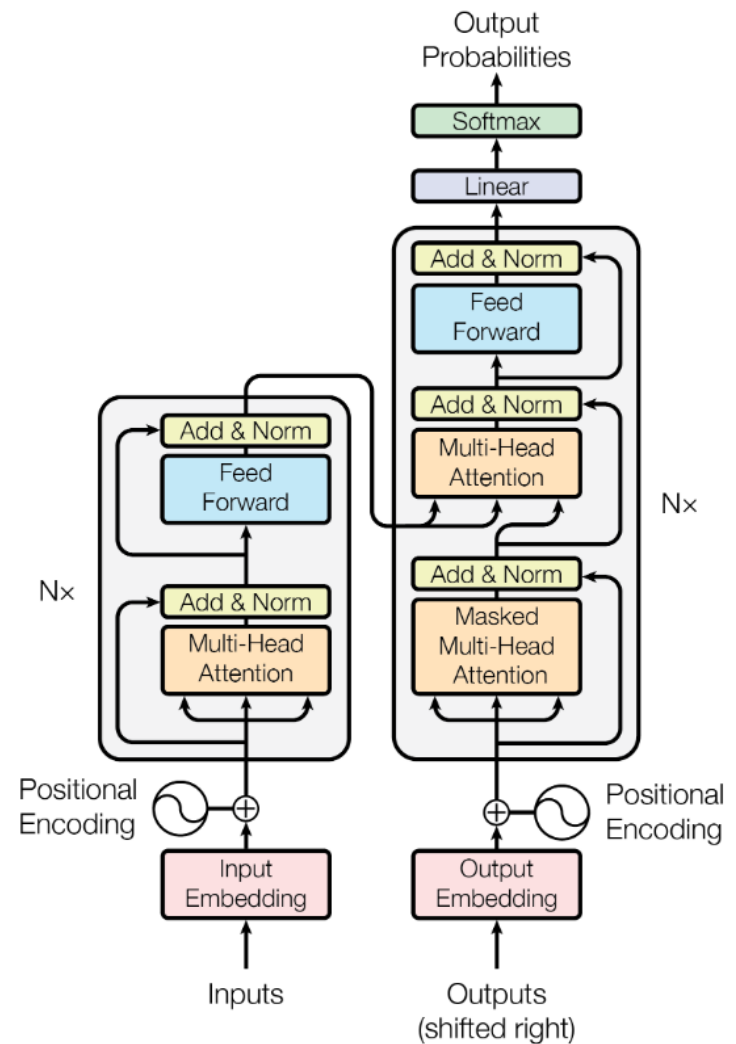 Output
Probabilities
Softmax
Linear
Add & Norm
Feed
Forward
Add & Norm
Multi-Head
Attention
Add & Norm
Masked
Multi-Head
Attention
N×
Add & Norm
Feed
Forward
Add & Norm
Multi-Head
Attention
N×
Positional
Encoding
Positional
Encoding
Input
Embedding
Output
Embedding
Inputs
Outputs
(shifted right)